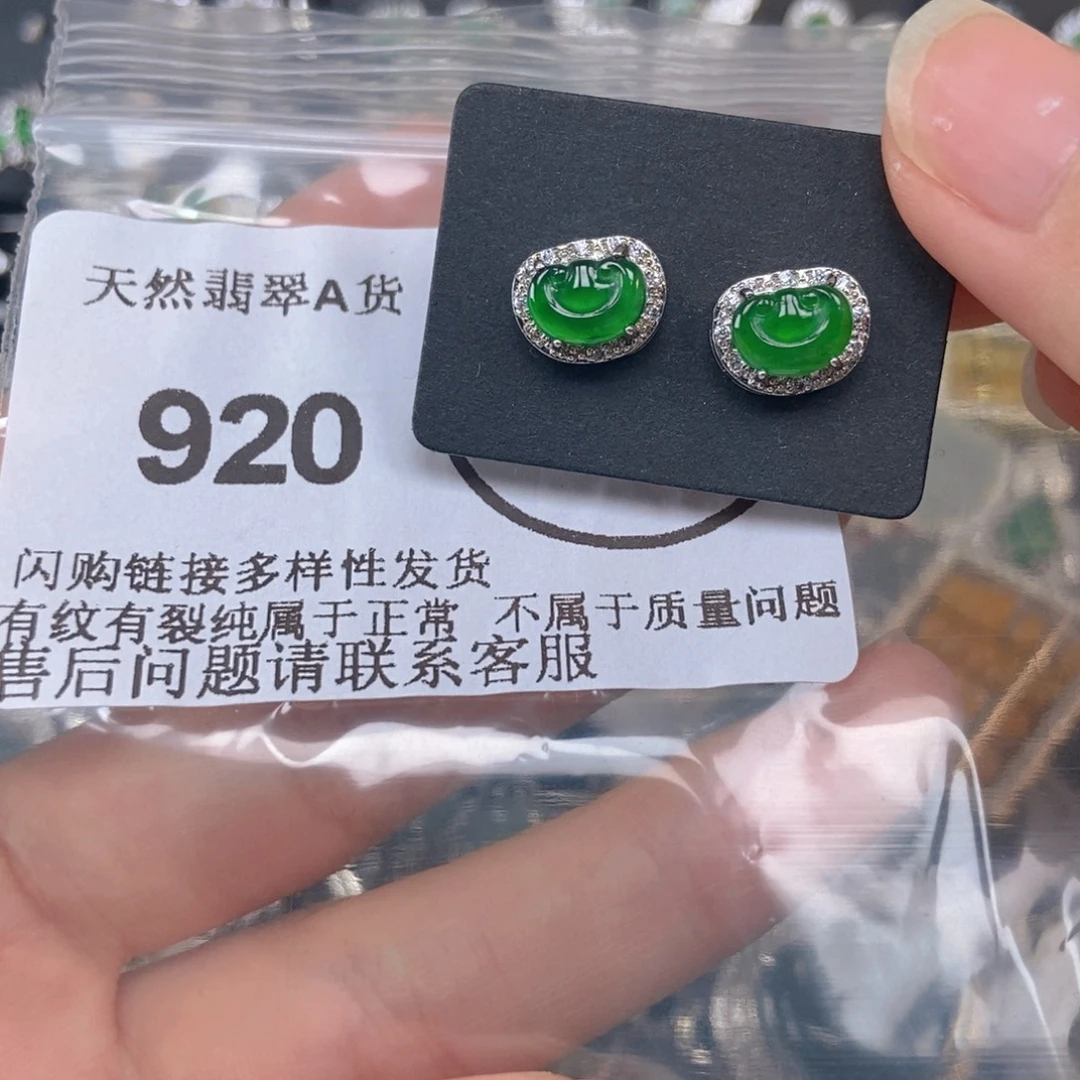 天然翡翠A货
920
闪购链接多样性发货
有纹有裂纯属于正常 不属于质量问题
售后问题请联系客服